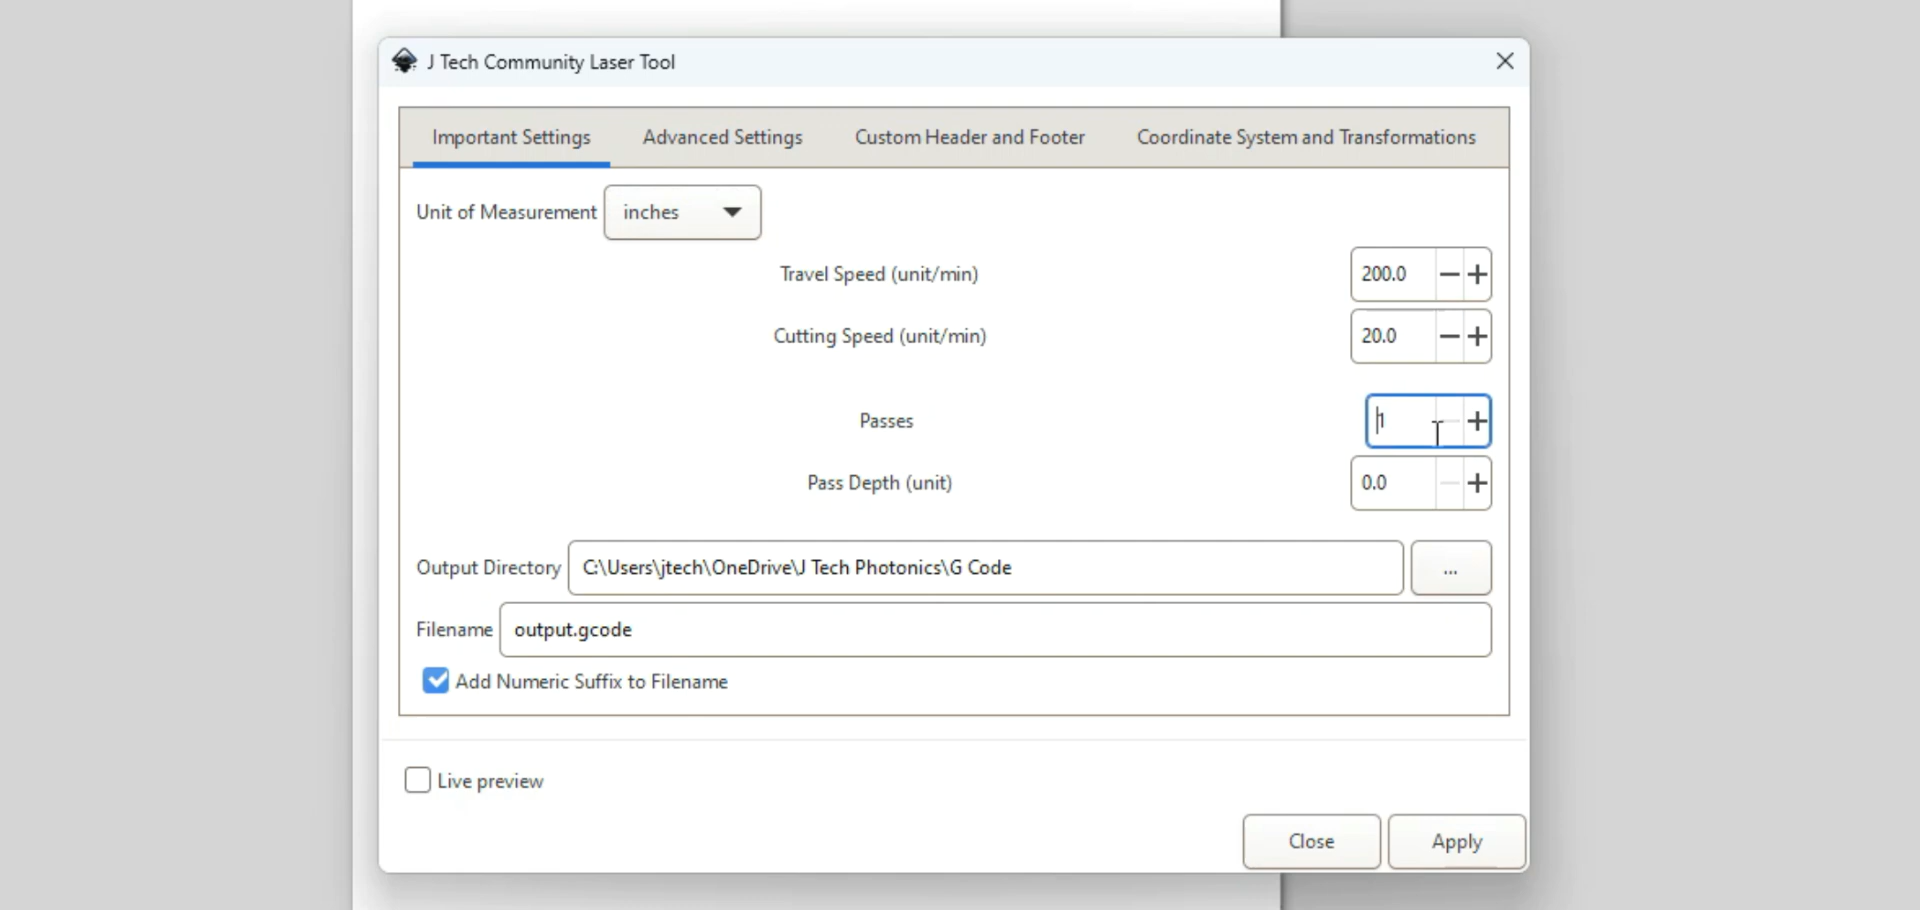 J Tech Community Laser Tool
Important Settings Advanced Settings Custom Header and Footer Coordinate System and Transformations
Unit of Measurement inches
Travel Speed (unit/min) 200.0
Cutting Speed (unit/min) 20.0
Passes 1
Pass Depth (unit) 0.0
Output Directory C:\Users\jtech\OneDrive\J Tech Photonics\G Code ...
Filename output.gcode
Add Numeric Suffix to Filename
Live preview
Close Apply